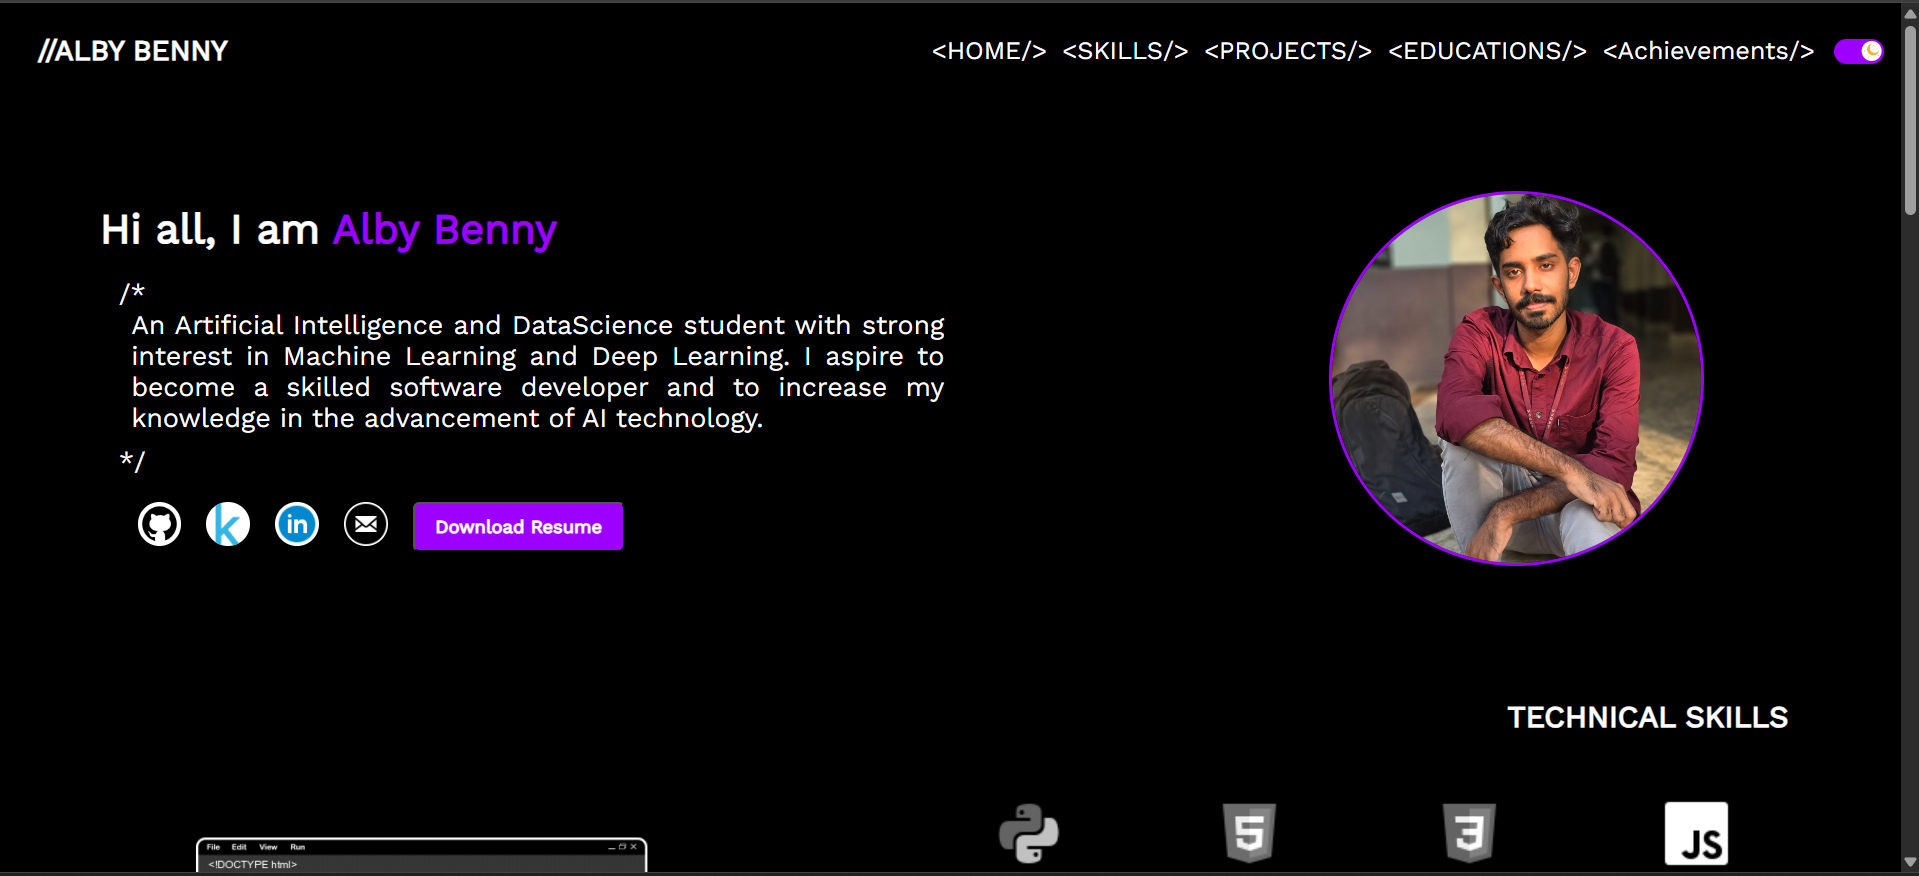 //ALBY BENNY
<HOME/> <SKILLS/> <PROJECTS/> <EDUCATIONS/> <Achievements/>
Hi all, I am Alby Benny
/*
An Artificial Intelligence and DataScience student with strong
interest in Machine Learning and Deep Learning. I aspire to
become a skilled software developer and to increase my
knowledge in the advancement of AI technology.
*/
k
in
Download Resume
TECHNICAL SKILLS
5
3
JS
File Edit View Run
<!DOCTYPE html>